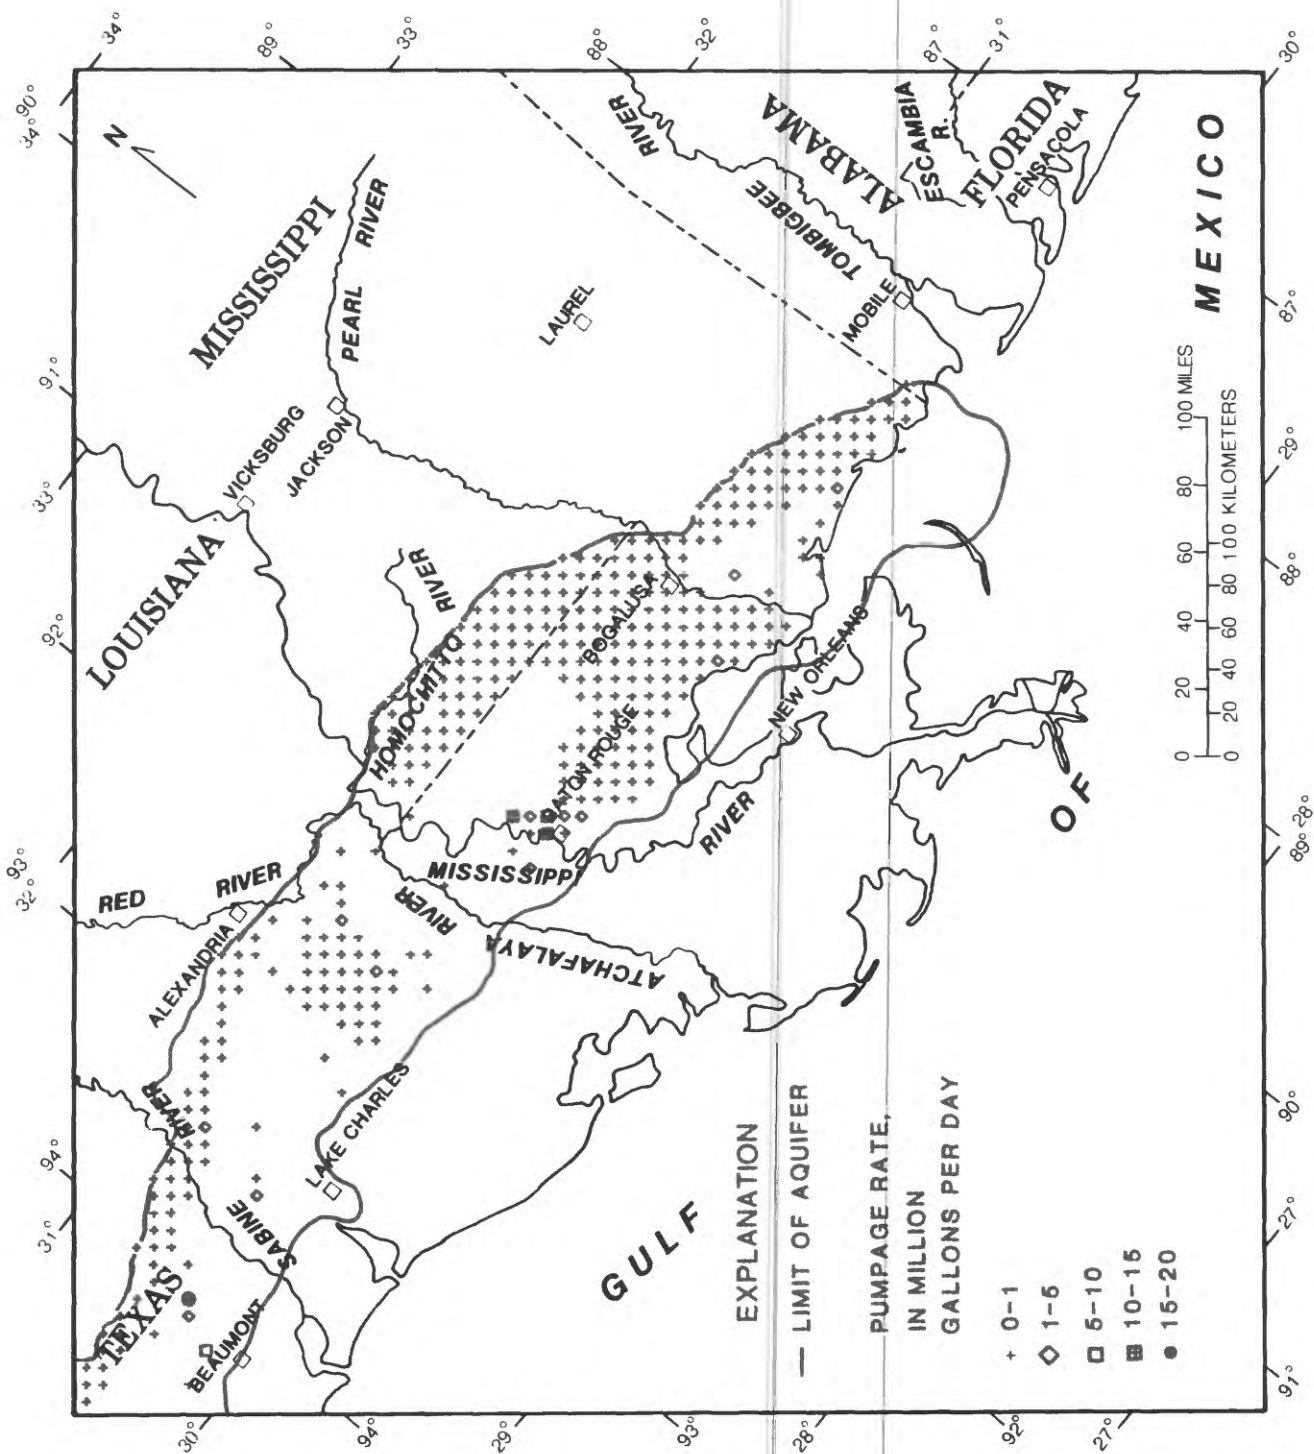 34°
89°
33°
88°
32°
87°
31°
30°
90°
34°
91°
33°
92°
93°
32°
94°
31°
N
MISSISSIPPI
PEARL RIVER
LAUREL
RIVER
TOMBIGBEE
ALABAMA
ESCAMBIA
R.
FLORIDA
PENSACOLA
MOBILE
LOUISIANA
VICKSBURG
JACKSON
HOMOCHITTO
RIVER
BOGALUSA
BATON ROUGE
NEW ORLEANS
RED RIVER
ALEXANDRIA
MISSISSIPPI
RIVER
ATCHAFALAYA
RIVER
LAKE CHARLES
SABINE
RIVER
TEXAS
BEAUMONT
GULF
OF
MEXICO
0 20 40 60 80 100 MILES
0 20 40 60 80 100 KILOMETERS
EXPLANATION
LIMIT OF AQUIFER
PUMPAGE RATE,
IN MILLION
GALLONS PER DAY
0-1
1-5
5-10
10-15
15-20
30°
94°
29°
93°
28°
92°
27°
87°
29°
88°
28°
89°
90°
27°
91°